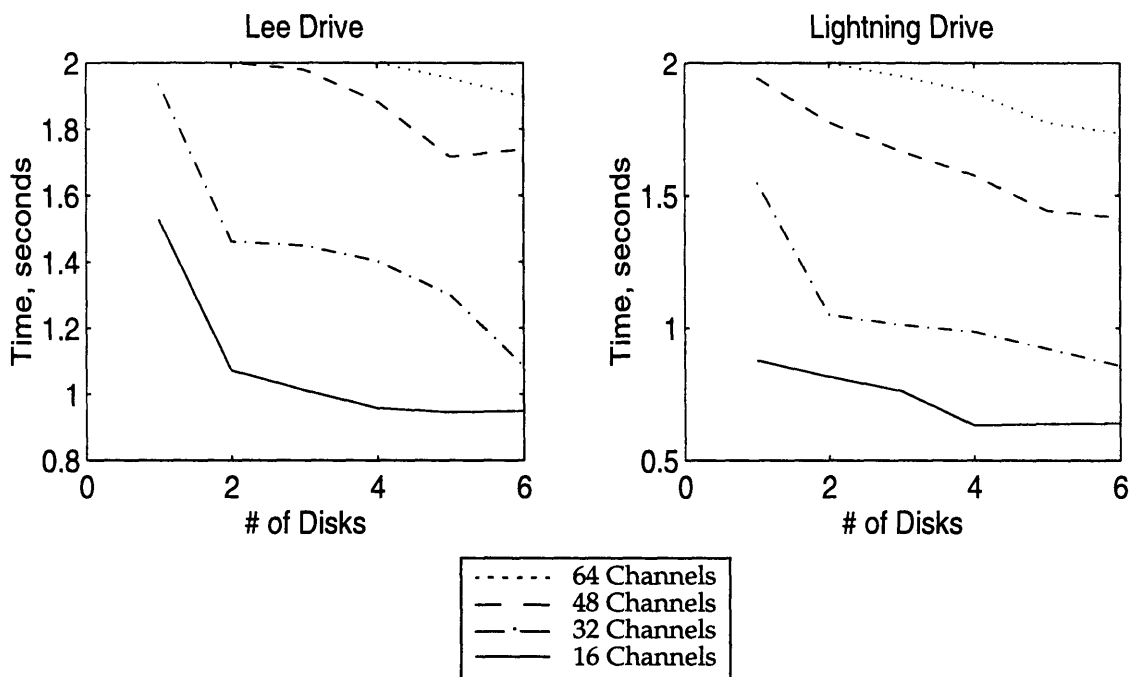 Lee Drive
Time, seconds
2
1.8
1.6
1.4
1.2
1
0.8
0 2 4 6
# of Disks
Lightning Drive
Time, seconds
2
1.5
1
0.5
0 2 4 6
# of Disks
64 Channels
48 Channels
32 Channels
16 Channels